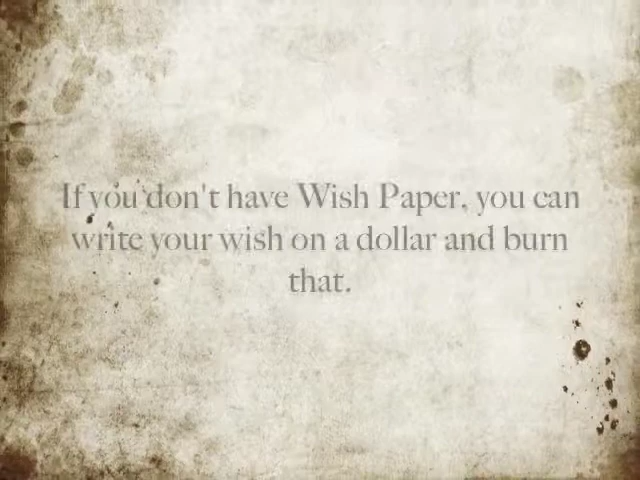 If you don't have Wish Paper, you can
write your wish on a dollar and burn
that.